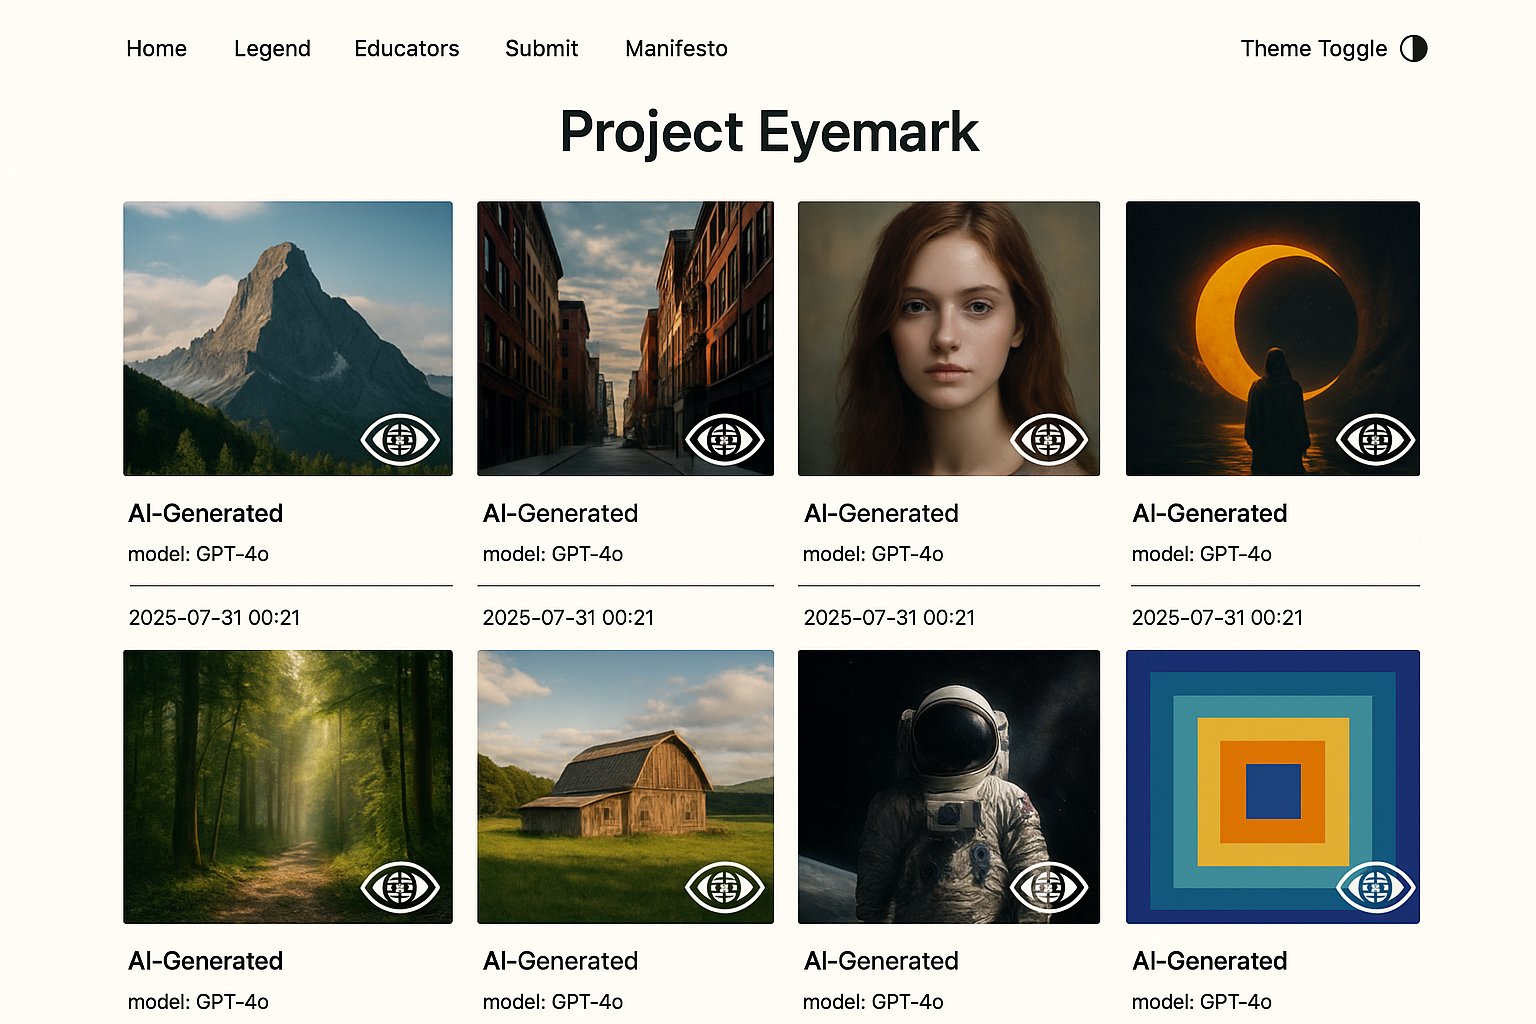 Home Legend Educators Submit Manifesto Theme Toggle
Project Eyemark
AI-Generated AI-Generated AI-Generated AI-Generated
model: GPT-4o model: GPT-4o model: GPT-4o model: GPT-4o
2025-07-31 00:21 2025-07-31 00:21 2025-07-31 00:21 2025-07-31 00:21
AI-Generated AI-Generated AI-Generated AI-Generated
model: GPT-4o model: GPT-4o model: GPT-4o model: GPT-4o